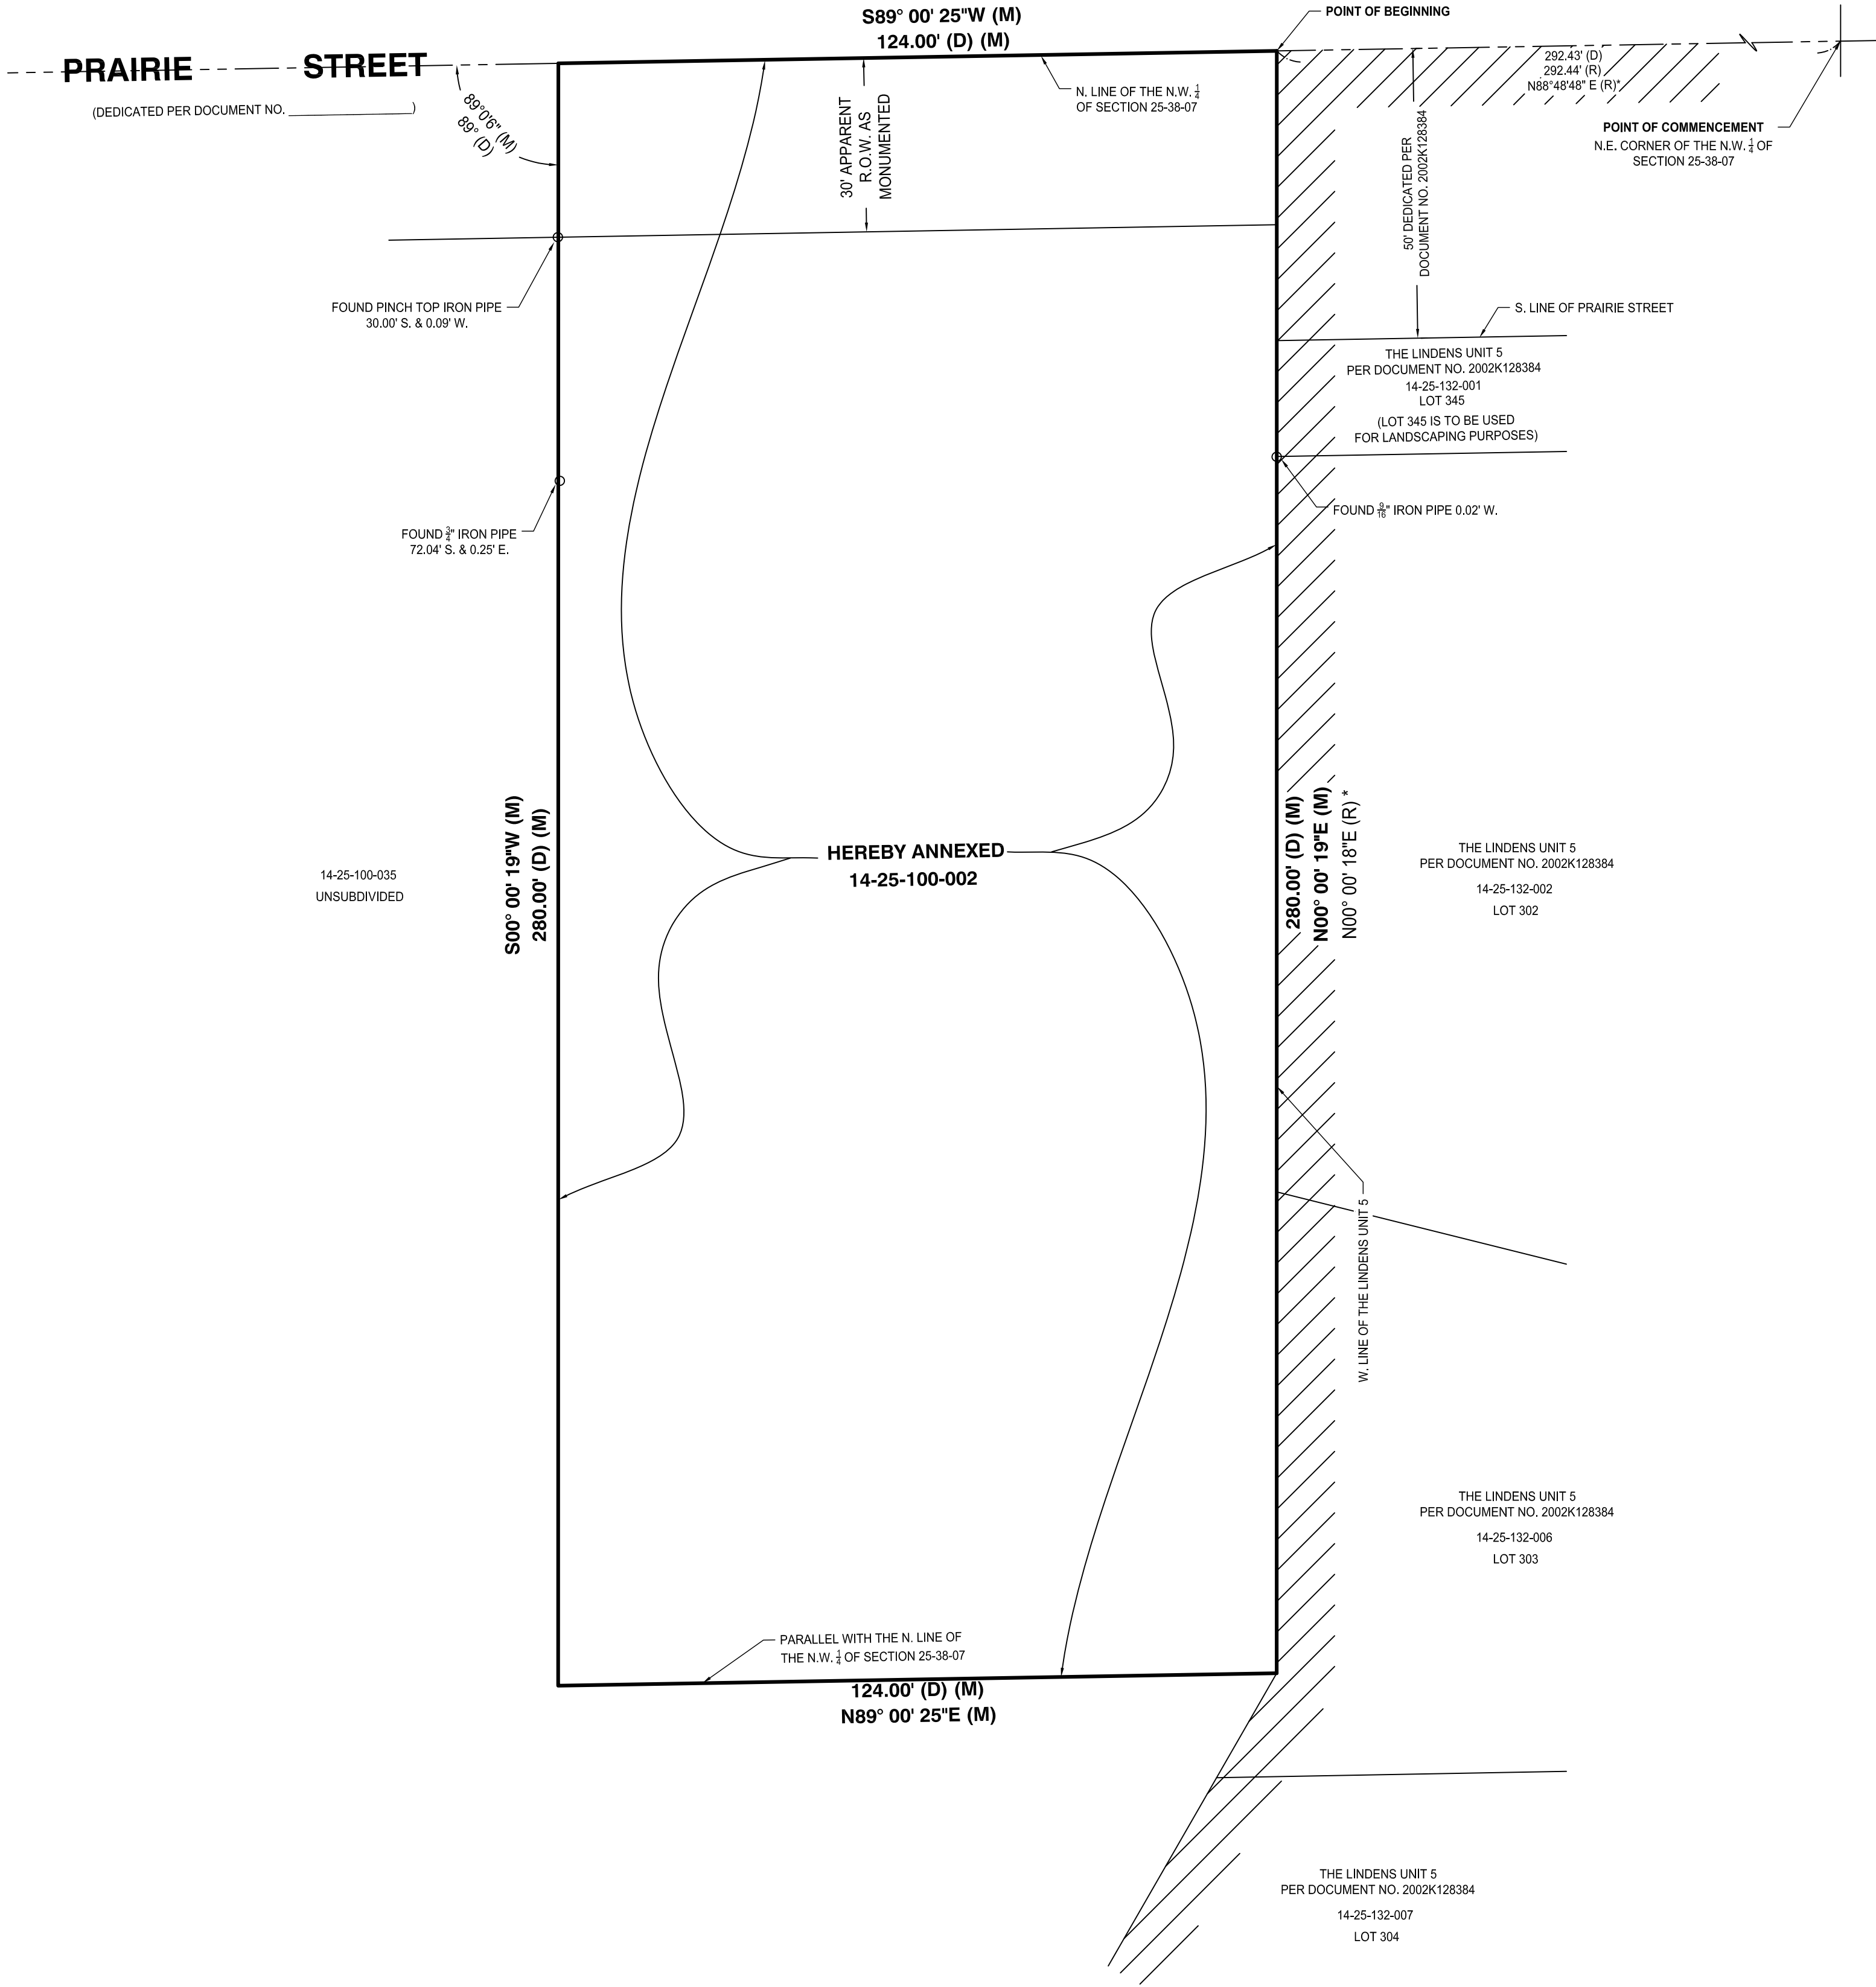 S89° 00' 25"W (M)
124.00' (D) (M)
POINT OF BEGINNING
PRAIRIE STREET
(DEDICATED PER DOCUMENT NO. ____________________)
89°0'6" (M)
89° (D)
30' APPARENT
R.O.W. AS
MONUMENTED
N. LINE OF THE N.W. 1/4
OF SECTION 25-38-07
292.43' (D)
292.44' (R)
N88°48'48" E (R)*
50' DEDICATED PER
DOCUMENT NO. 2002K128384
POINT OF COMMENCEMENT
N.E. CORNER OF THE N.W. 1/4 OF
SECTION 25-38-07
FOUND PINCH TOP IRON PIPE
30.00' S. & 0.09' W.
S. LINE OF PRAIRIE STREET
THE LINDENS UNIT 5
PER DOCUMENT NO. 2002K128384
14-25-132-001
LOT 345
(LOT 345 IS TO BE USED
FOR LANDSCAPING PURPOSES)
FOUND 3/4" IRON PIPE
72.04' S. & 0.25' E.
FOUND 9/16" IRON PIPE 0.02' W.
14-25-100-035
UNSUBDIVIDED
S00° 00' 19"W (M)
280.00' (D) (M)
HEREBY ANNEXED
14-25-100-002
280.00' (D) (M)
N00° 00' 19"E (M)
N00° 00' 18"E (R) *
THE LINDENS UNIT 5
PER DOCUMENT NO. 2002K128384
14-25-132-002
LOT 302
W. LINE OF THE LINDENS UNIT 5
THE LINDENS UNIT 5
PER DOCUMENT NO. 2002K128384
14-25-132-006
LOT 303
PARALLEL WITH THE N. LINE OF
THE N.W. 1/4 OF SECTION 25-38-07
124.00' (D) (M)
N89° 00' 25"E (M)
THE LINDENS UNIT 5
PER DOCUMENT NO. 2002K128384
14-25-132-007
LOT 304